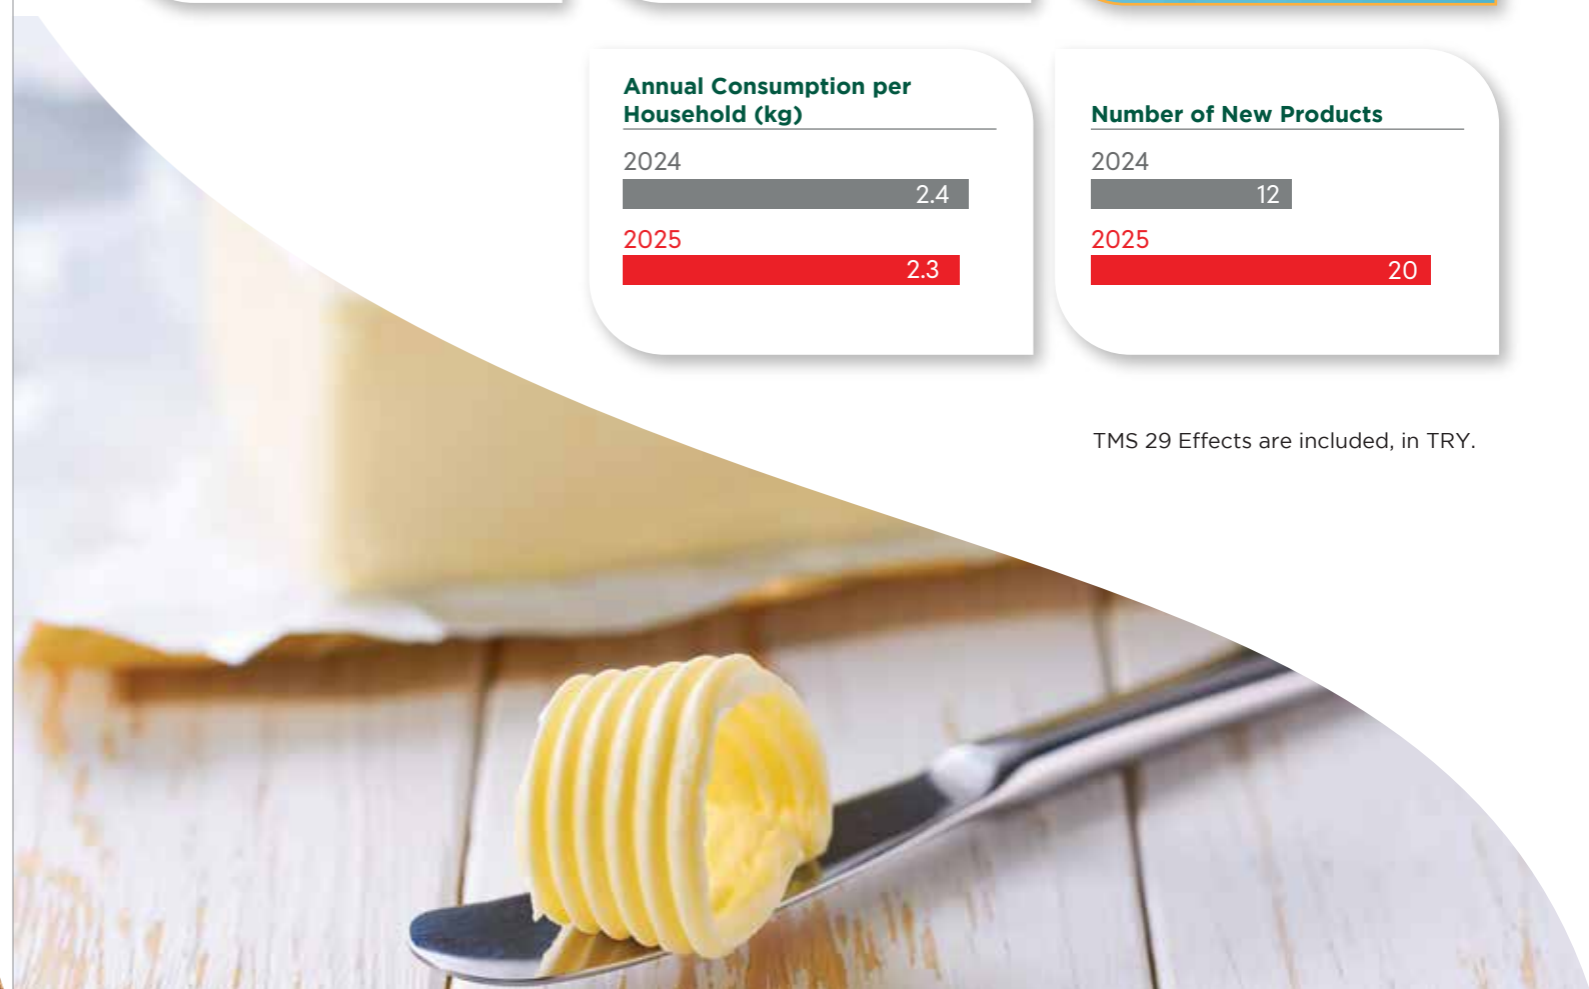 Annual Consumption per
Household (kg)
2024
2.4
2025
2.3
Number of New Products
2024
12
2025
20
TMS 29 Effects are included, in TRY.